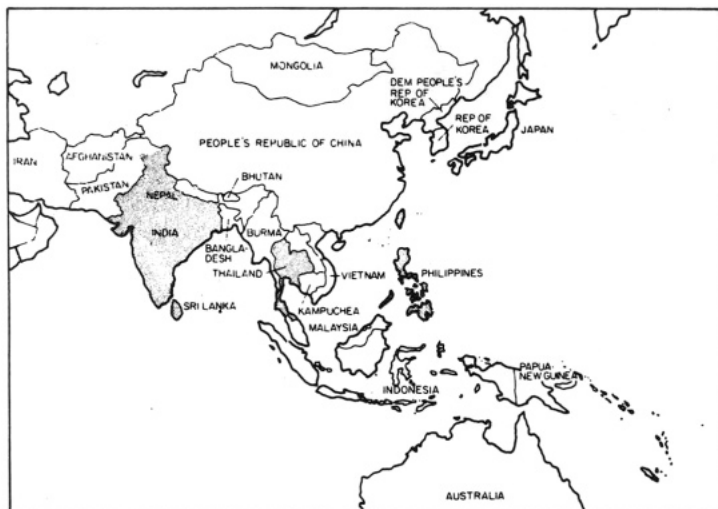 MONGOLIA
DEM PEOPLE'S
REP OF
KOREA
REP OF
KOREA
JAPAN
PEOPLE'S REPUBLIC OF CHINA
IRAN
AFGHANISTAN
PAKISTAN
NEPAL
BHUTAN
INDIA
BURMA
BANGLA-
DESH
THAILAND
VIETNAM
PHILIPPINES
SRI LANKA
KAMPUCHEA
MALAYSIA
INDONESIA
PAPUA
NEW GUINEA
AUSTRALIA